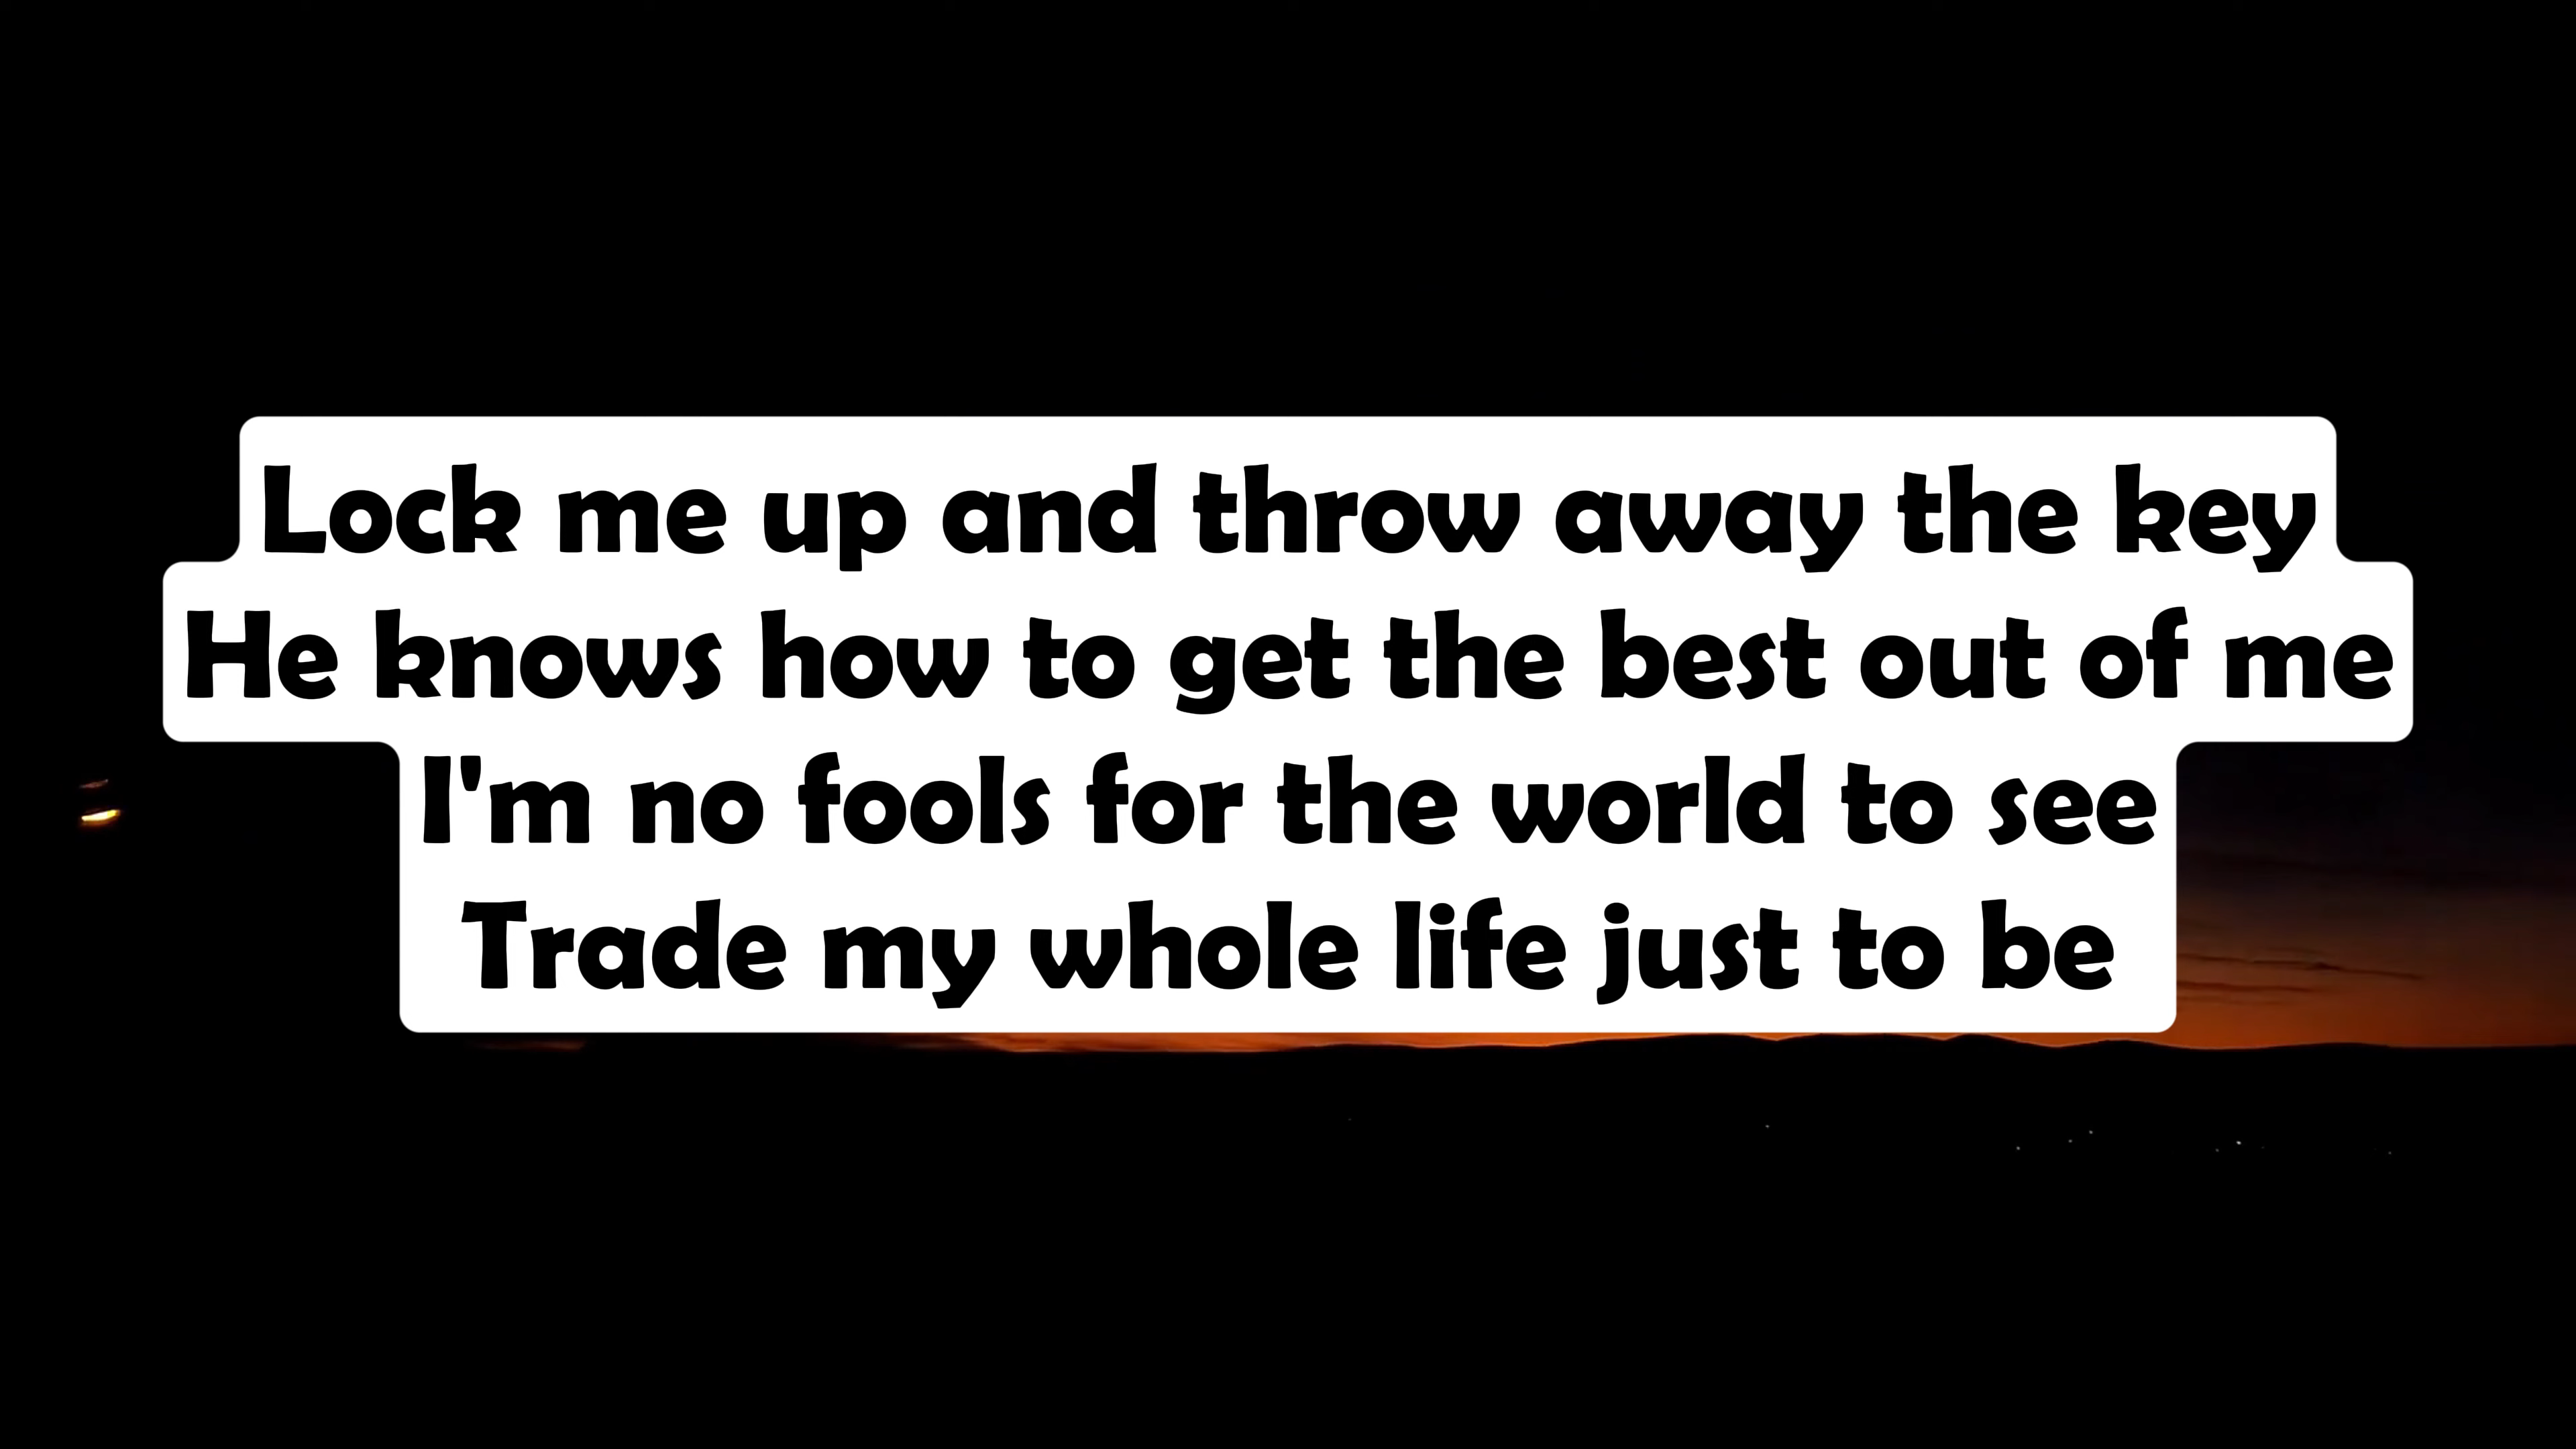 Lock me up and throw away the key
He knows how to get the best out of me
I'm no fools for the world to see
Trade my whole life just to be